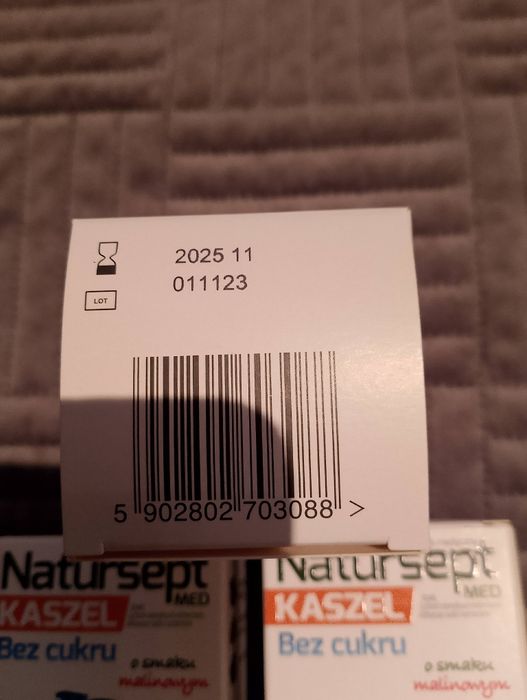 2025 11
LOT
011123
5 902802 703088 >
Natursept
MED
KASZEL
Bez cukru
o smaku
malinowym
Natursept
MED
KASZEL
Bez cukru
o smaku
malinowym